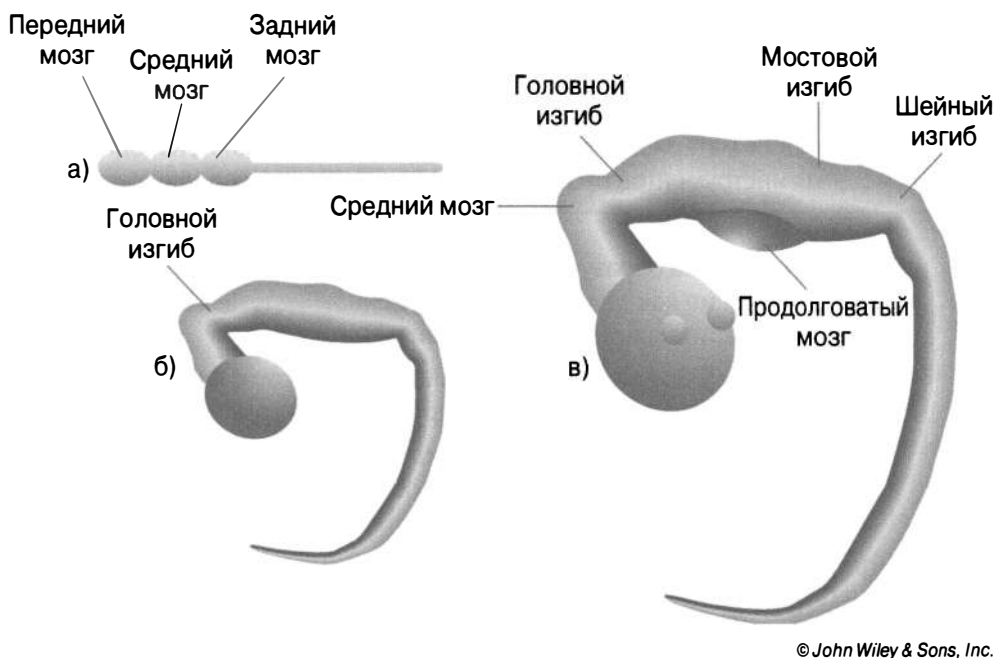 Передний
мозг
Средний
мозг
Задний
мозг
а)
Головной
изгиб
б)
Головной
изгиб
Мостовой
изгиб
Шейный
изгиб
Средний мозг
Продолговатый
мозг
в)
© John Wiley & Sons, Inc.